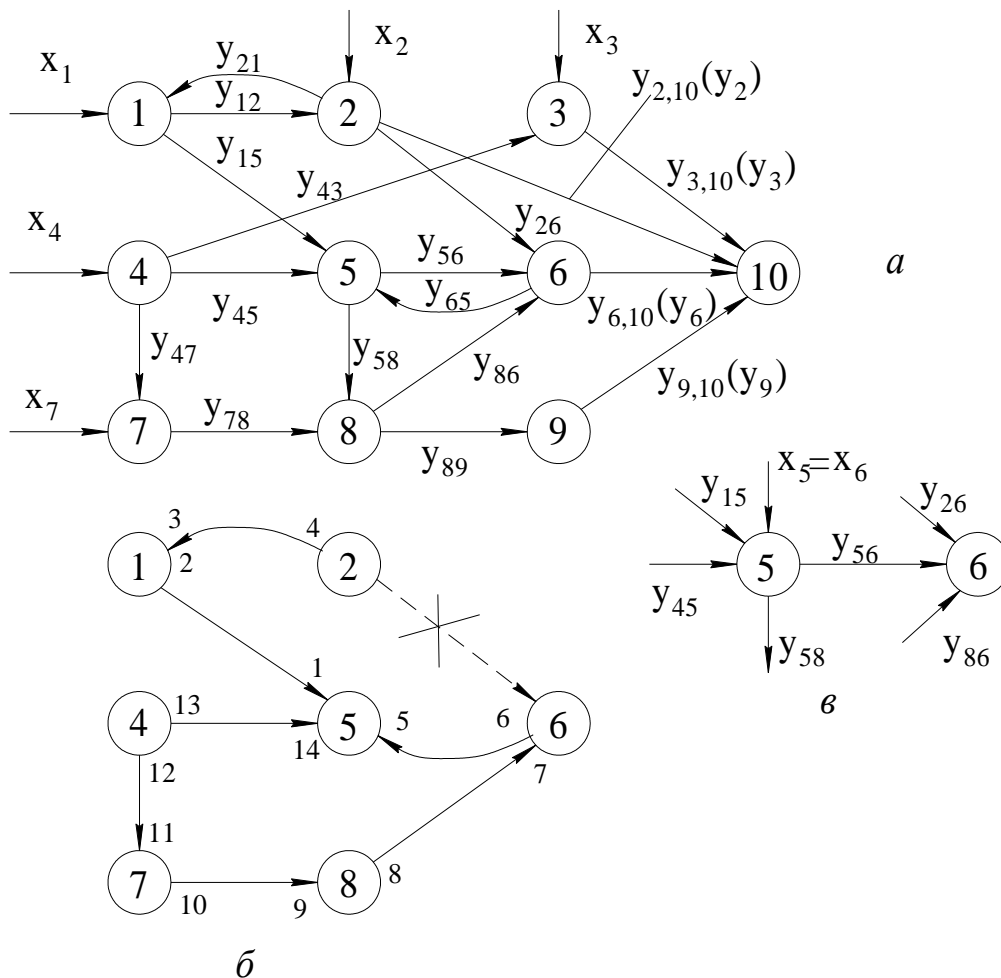 x₂
x₃
x₁
y₂₁
y₂,₁₀(y₂)
1
y₁₂
2
3
y₁₅
y₄₃
y₃,₁₀(y₃)
x₄
y₂₆
4
5
y₅₆
6
10
а
y₄₅
y₆₅
y₆,₁₀(y₆)
y₄₇
y₅₈
y₈₆
x₇
y₉,₁₀(y₉)
7
y₇₈
8
y₈₉
9
x₅=x₆
y₁₅
y₂₆
5
y₅₆
6
y₄₅
y₅₈
y₈₆
в
3
4
1
2
2
1
4
13
14
5
5
6
6
12
7
11
7
10
9
8
8
б